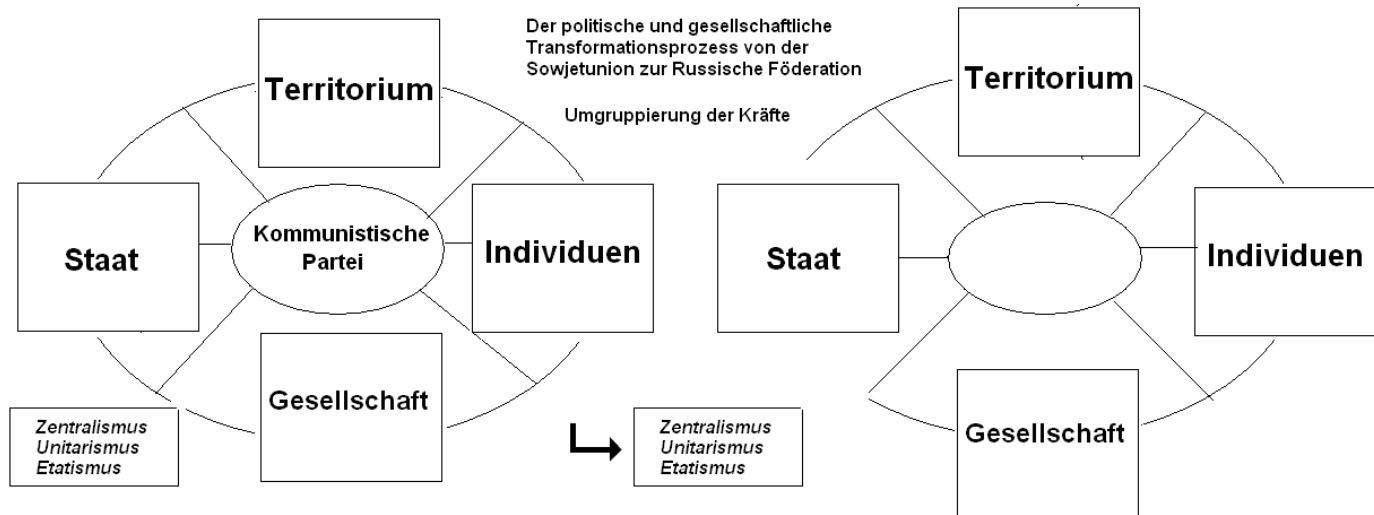 Der politische und gesellschaftliche
Transformationsprozess von der
Sowjetunion zur Russische Föderation
Umgruppierung der Kräfte
Territorium
Staat
Kommunistische
Partei
Individuen
Gesellschaft
Zentralismus
Unitarismus
Etatismus
Territorium
Staat
Individuen
Gesellschaft
Zentralismus
Unitarismus
Etatismus